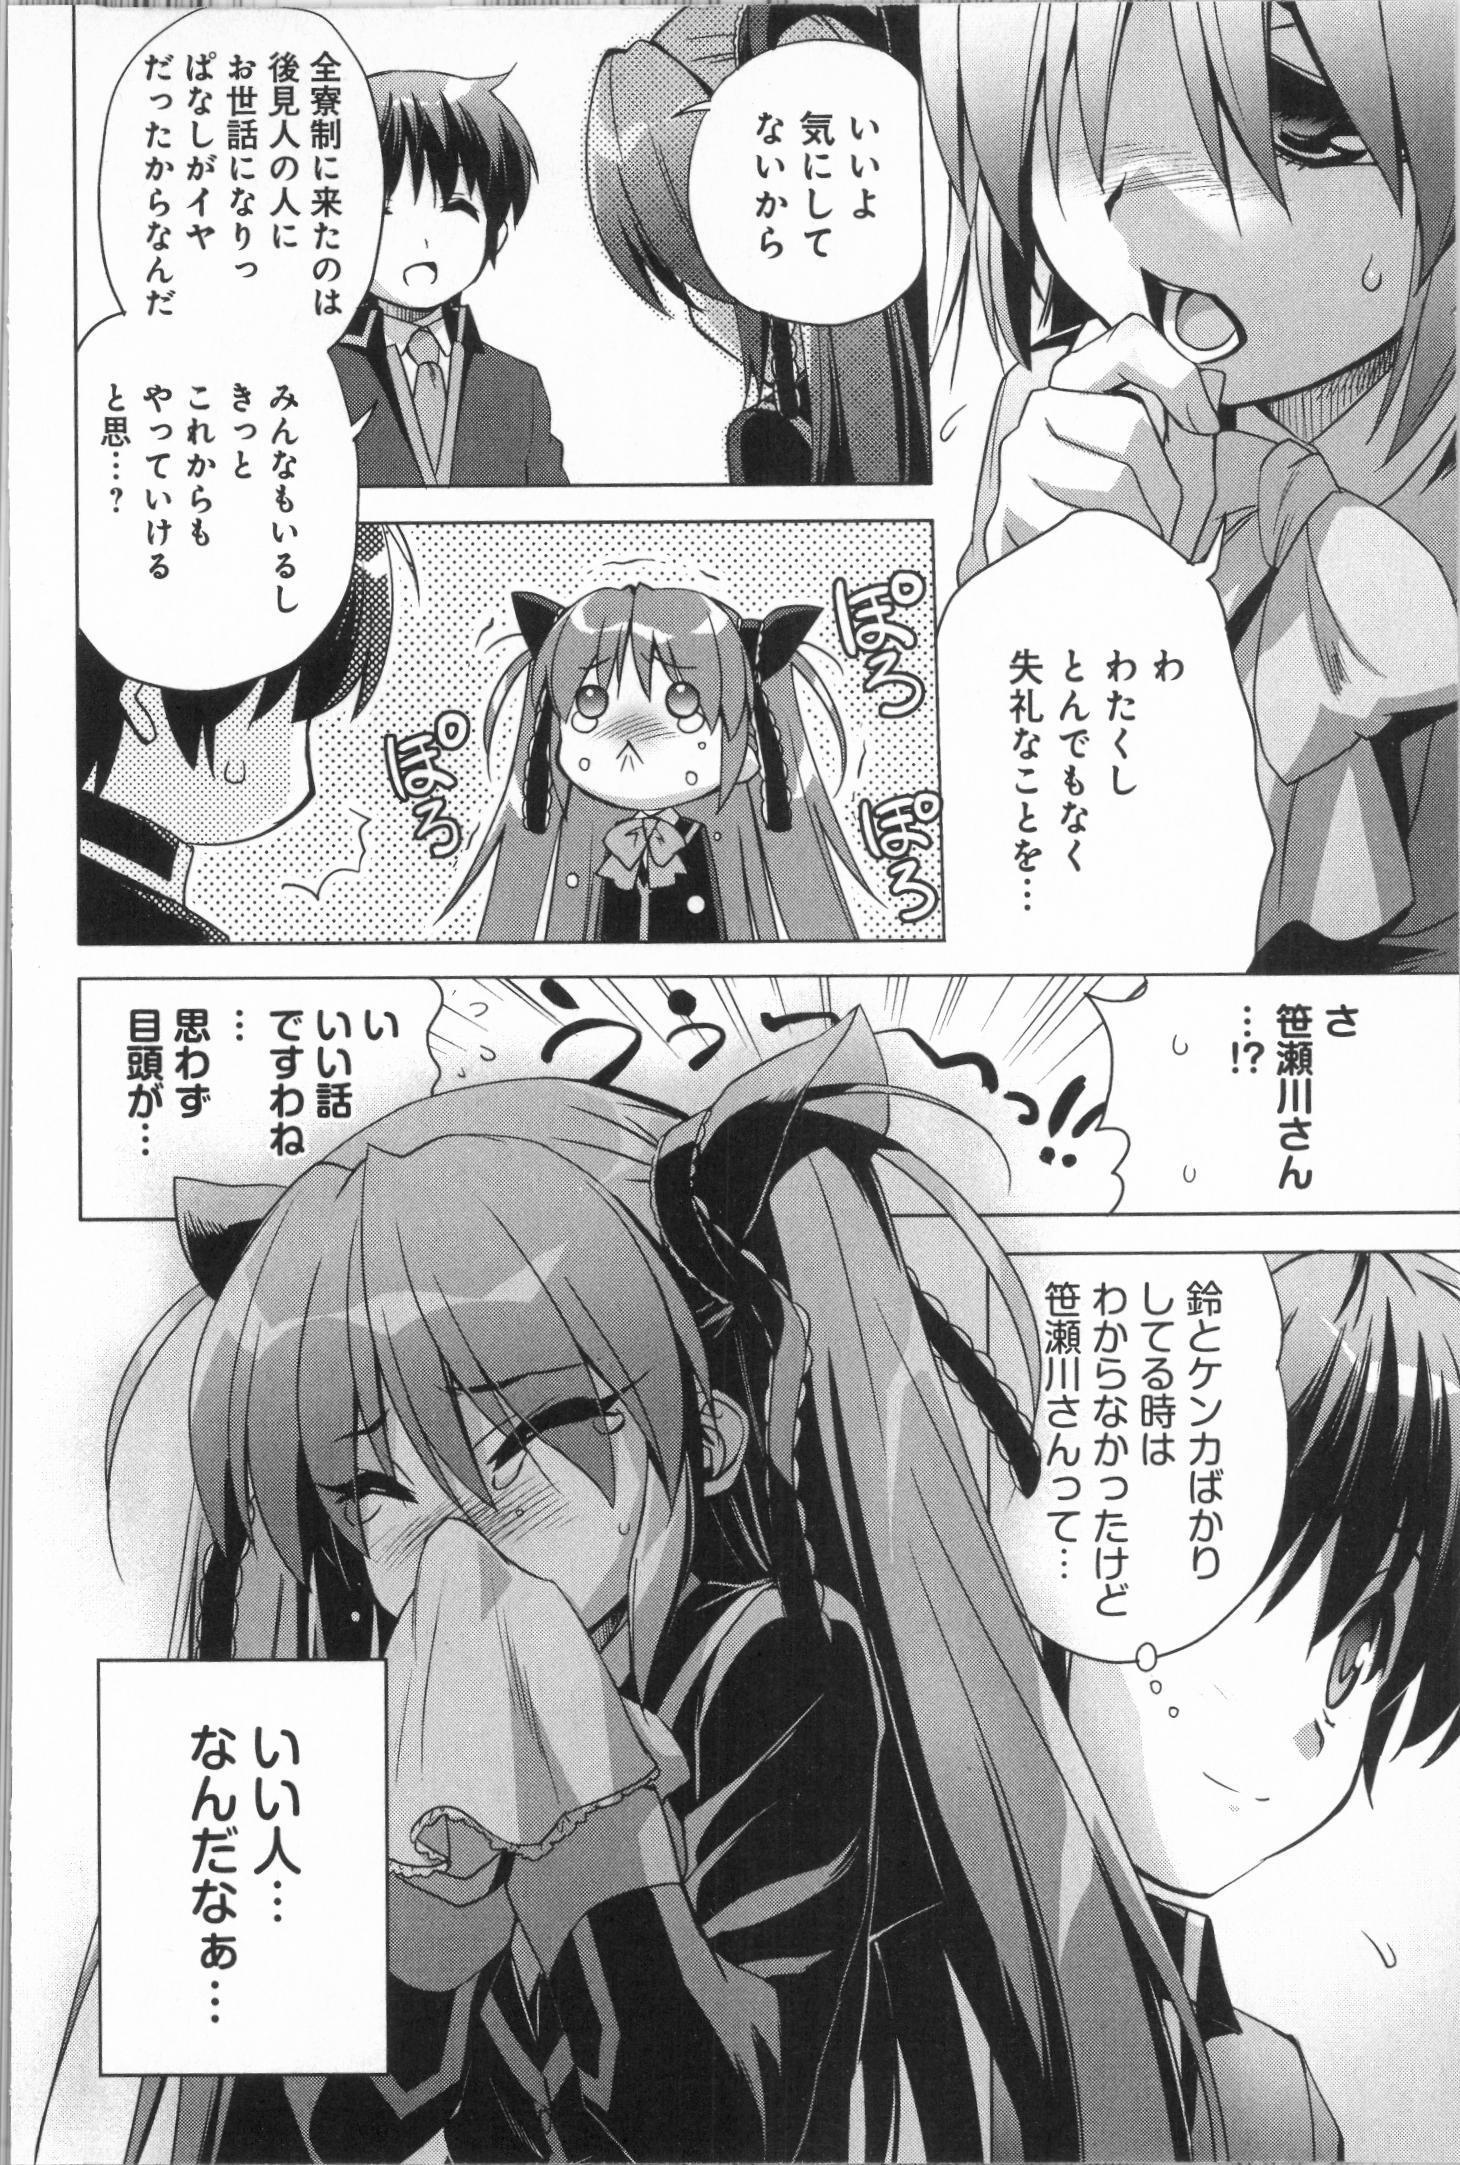 わ
わたくし
とんでもなく
失礼なことを…
いいよ
気にして
ないから
全寮制に来たのは
後見人の人に
お世話になりっ
ぱなしがイヤ
だったからなんだ
みんなもいるし
きっと
これからも
やっていける
と思…?
ぽろ
ぽろ
ぽろ
さ
笹瀬川さん
…!?
い
いい話
ですわね
…
思わず
目頭が…
鈴とケンカばかり
してる時は
わからなかったけど
笹瀬川さんって…
いい人…
なんだなぁ…